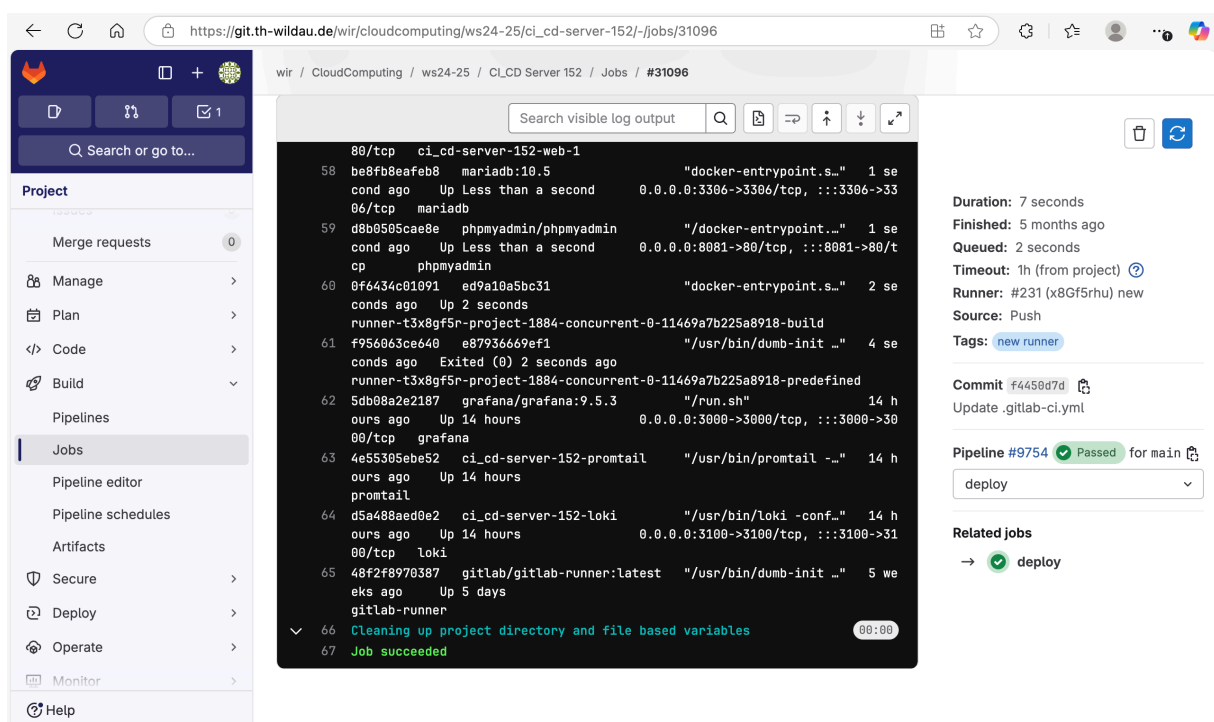 https://git.th-wildau.de/wir/cloudcomputing/ws24-25/ci_cd-server-152/-/jobs/31096
wir / CloudComputing / ws24-25 / CI_CD Server 152 / Jobs / #31096
1
Search or go to...
Project
Merge requests 0
Manage
Plan
Code
Build
Pipelines
Jobs
Pipeline editor
Pipeline schedules
Artifacts
Secure
Deploy
Operate
Monitor
Help
Search visible log output
80/tcp ci_cd-server-152-web-1
58 be8fb8eafeb8 mariadb:10.5 "docker-entrypoint.s…" 1 se
cond ago Up Less than a second 0.0.0.0:3306->3306/tcp, :::3306->33
06/tcp mariadb
59 d8b0505cae8e phpmyadmin/phpmyadmin "/docker-entrypoint.…" 1 se
cond ago Up Less than a second 0.0.0.0:8081->80/tcp, :::8081->80/t
cp phpmyadmin
60 0f6434c01091 ed9a10a5bc31 "docker-entrypoint.s…" 2 se
conds ago Up 2 seconds
runner-t3x8gf5r-project-1884-concurrent-0-11469a7b225a8918-build
61 f956063ce640 e87936669ef1 "/usr/bin/dumb-init …" 4 se
conds ago Exited (0) 2 seconds ago
runner-t3x8gf5r-project-1884-concurrent-0-11469a7b225a8918-predefined
62 5db08a2e2187 grafana/grafana:9.5.3 "/run.sh" 14 h
ours ago Up 14 hours 0.0.0.0:3000->3000/tcp, :::3000->30
00/tcp grafana
63 4e55305ebe52 ci_cd-server-152-promtail "/usr/bin/promtail -…" 14 h
ours ago Up 14 hours
promtail
64 d5a488aed0e2 ci_cd-server-152-loki "/usr/bin/loki -conf…" 14 h
ours ago Up 14 hours 0.0.0.0:3100->3100/tcp, :::3100->31
00/tcp loki
65 48f2f8970387 gitlab/gitlab-runner:latest "/usr/bin/dumb-init …" 5 we
eks ago Up 5 days
gitlab-runner
66 Cleaning up project directory and file based variables 00:00
67 Job succeeded
Duration: 7 seconds
Finished: 5 months ago
Queued: 2 seconds
Timeout: 1h (from project)
Runner: #231 (x8Gf5rhu) new
Source: Push
Tags: new runner
Commit f4450d7d
Update .gitlab-ci.yml
Pipeline #9754 Passed for main
deploy
Related jobs
→ deploy